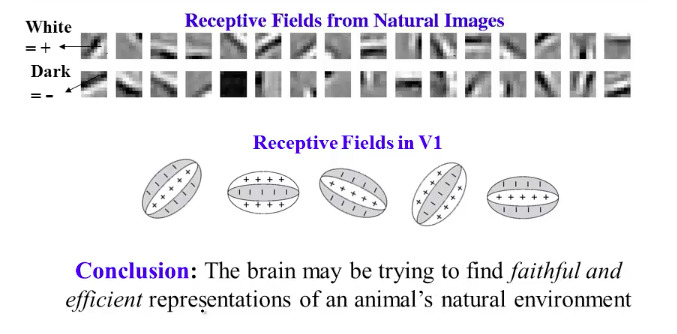 Receptive Fields from Natural Images
White
= +
Dark
= -
Receptive Fields in V1
Conclusion: The brain may be trying to find faithful and
efficient representations of an animal's natural environment